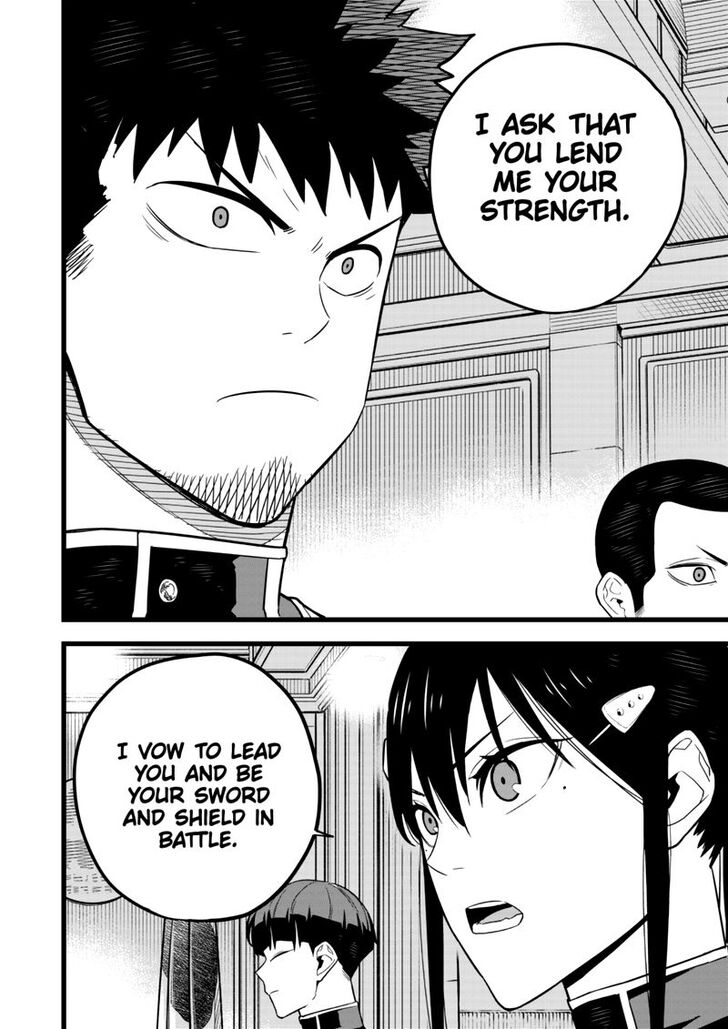 I ASK THAT
YOU LEND
ME YOUR
STRENGTH.
I VOW TO LEAD
YOU AND BE
YOUR SWORD
AND SHIELD IN
BATTLE.